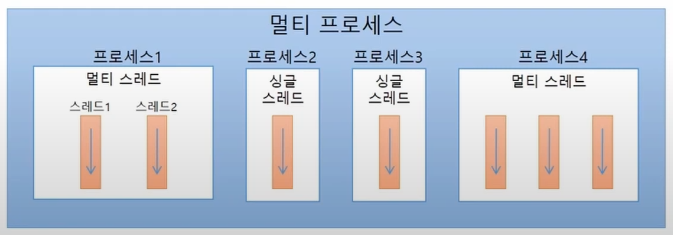 멀티 프로세스
프로세스1
프로세스2
프로세스3
프로세스4
멀티 스레드
스레드1
스레드2
싱글
스레드
싱글
스레드
멀티 스레드